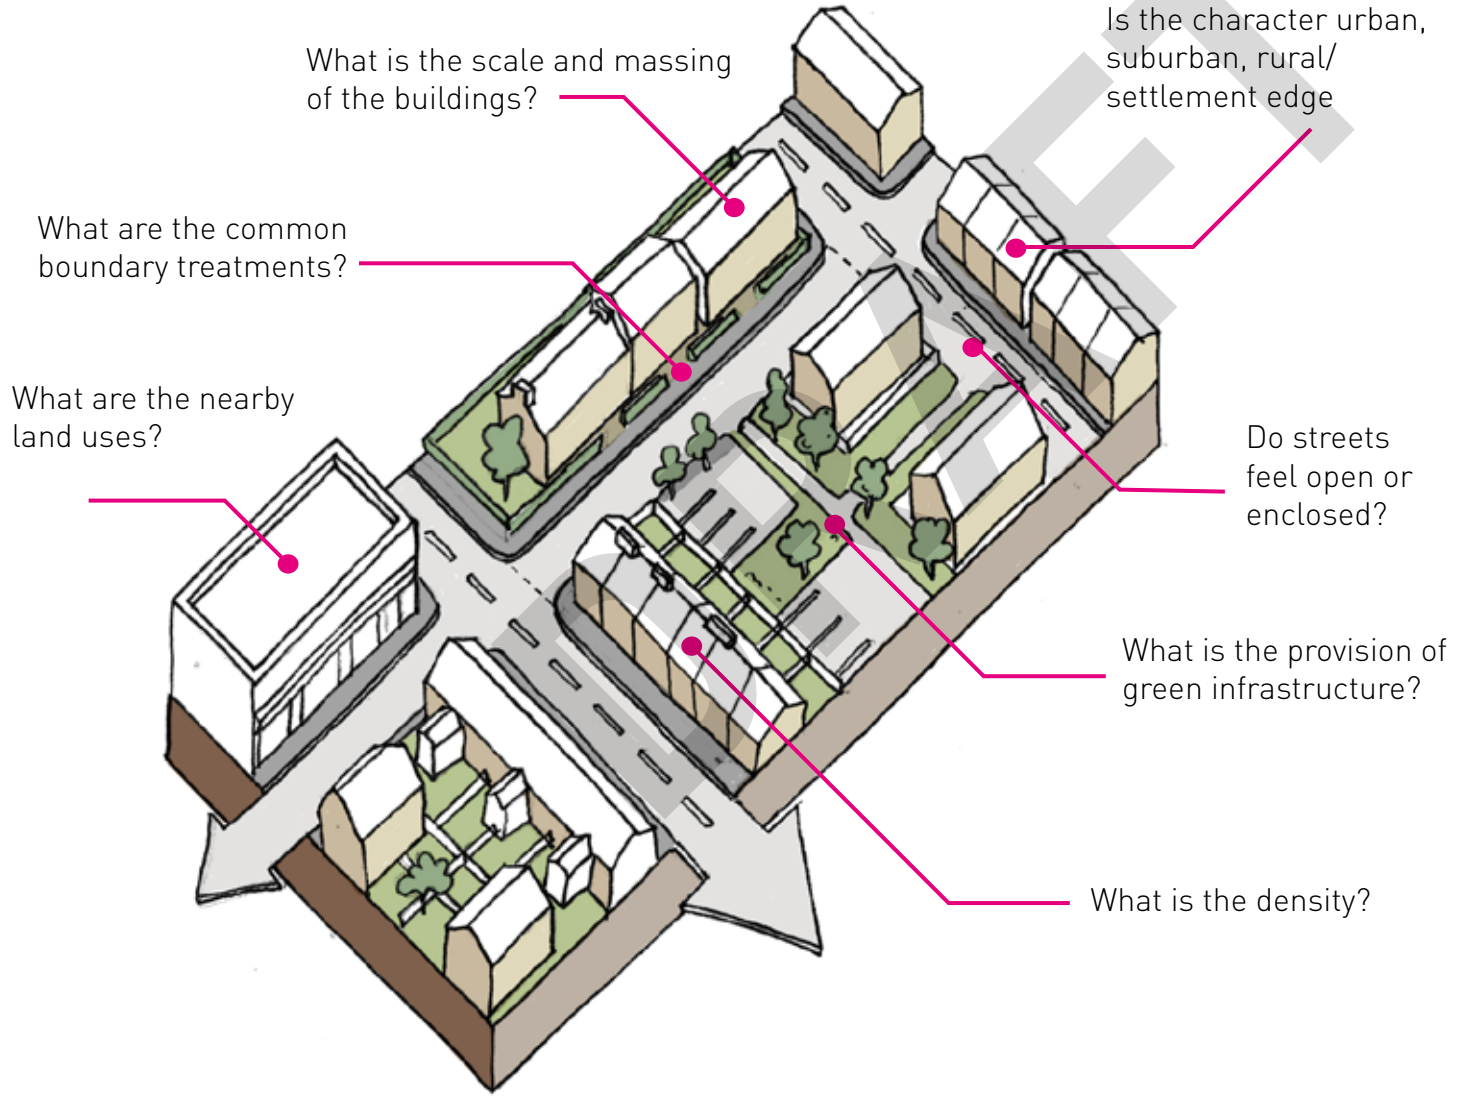 What is the scale and massing
of the buildings?
Is the character urban,
suburban, rural/
settlement edge
What are the common
boundary treatments?
What are the nearby
land uses?
Do streets
feel open or
enclosed?
What is the provision of
green infrastructure?
What is the density?
DRAFT